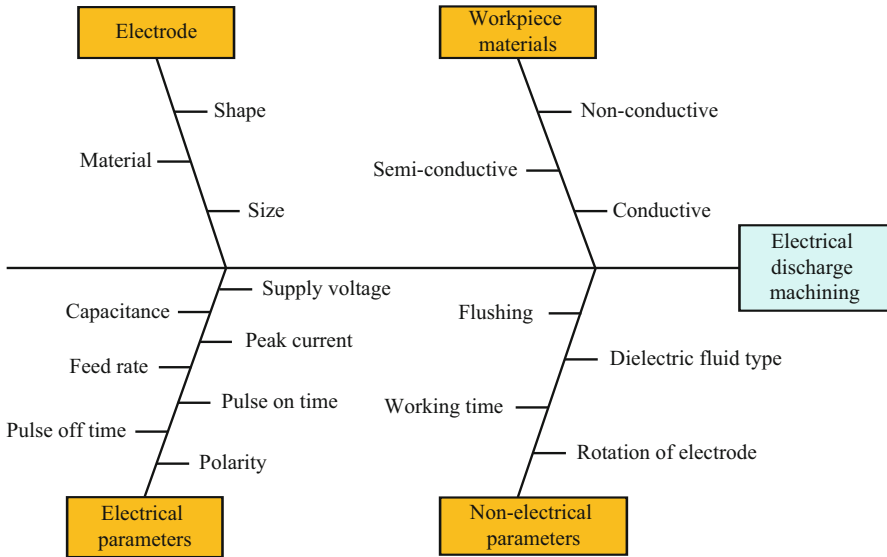 Electrode
Workpiece
materials
Shape
Non-conductive
Material
Semi-conductive
Size
Conductive
Electrical
discharge
machining
Supply voltage
Capacitance
Flushing
Peak current
Feed rate
Dielectric fluid type
Pulse on time
Working time
Pulse off time
Polarity
Rotation of electrode
Electrical
parameters
Non-electrical
parameters